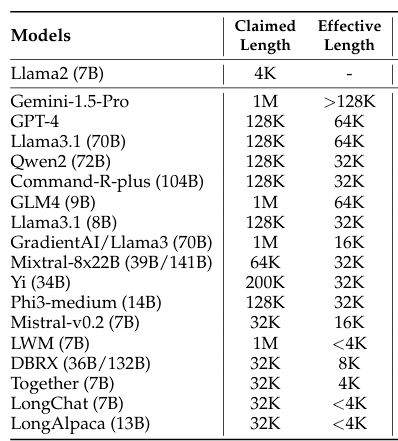 Models Claimed Length Effective Length
Llama2 (7B) 4K -
Gemini-1.5-Pro 1M >128K
GPT-4 128K 64K
Llama3.1 (70B) 128K 64K
Qwen2 (72B) 128K 32K
Command-R-plus (104B) 128K 32K
GLM4 (9B) 1M 64K
Llama3.1 (8B) 128K 32K
GradientAI/Llama3 (70B) 1M 16K
Mixtral-8x22B (39B/141B) 64K 32K
Yi (34B) 200K 32K
Phi3-medium (14B) 128K 32K
Mistral-v0.2 (7B) 32K 16K
LWM (7B) 1M <4K
DBRX (36B/132B) 32K 8K
Together (7B) 32K 4K
LongChat (7B) 32K <4K
LongAlpaca (13B) 32K <4K